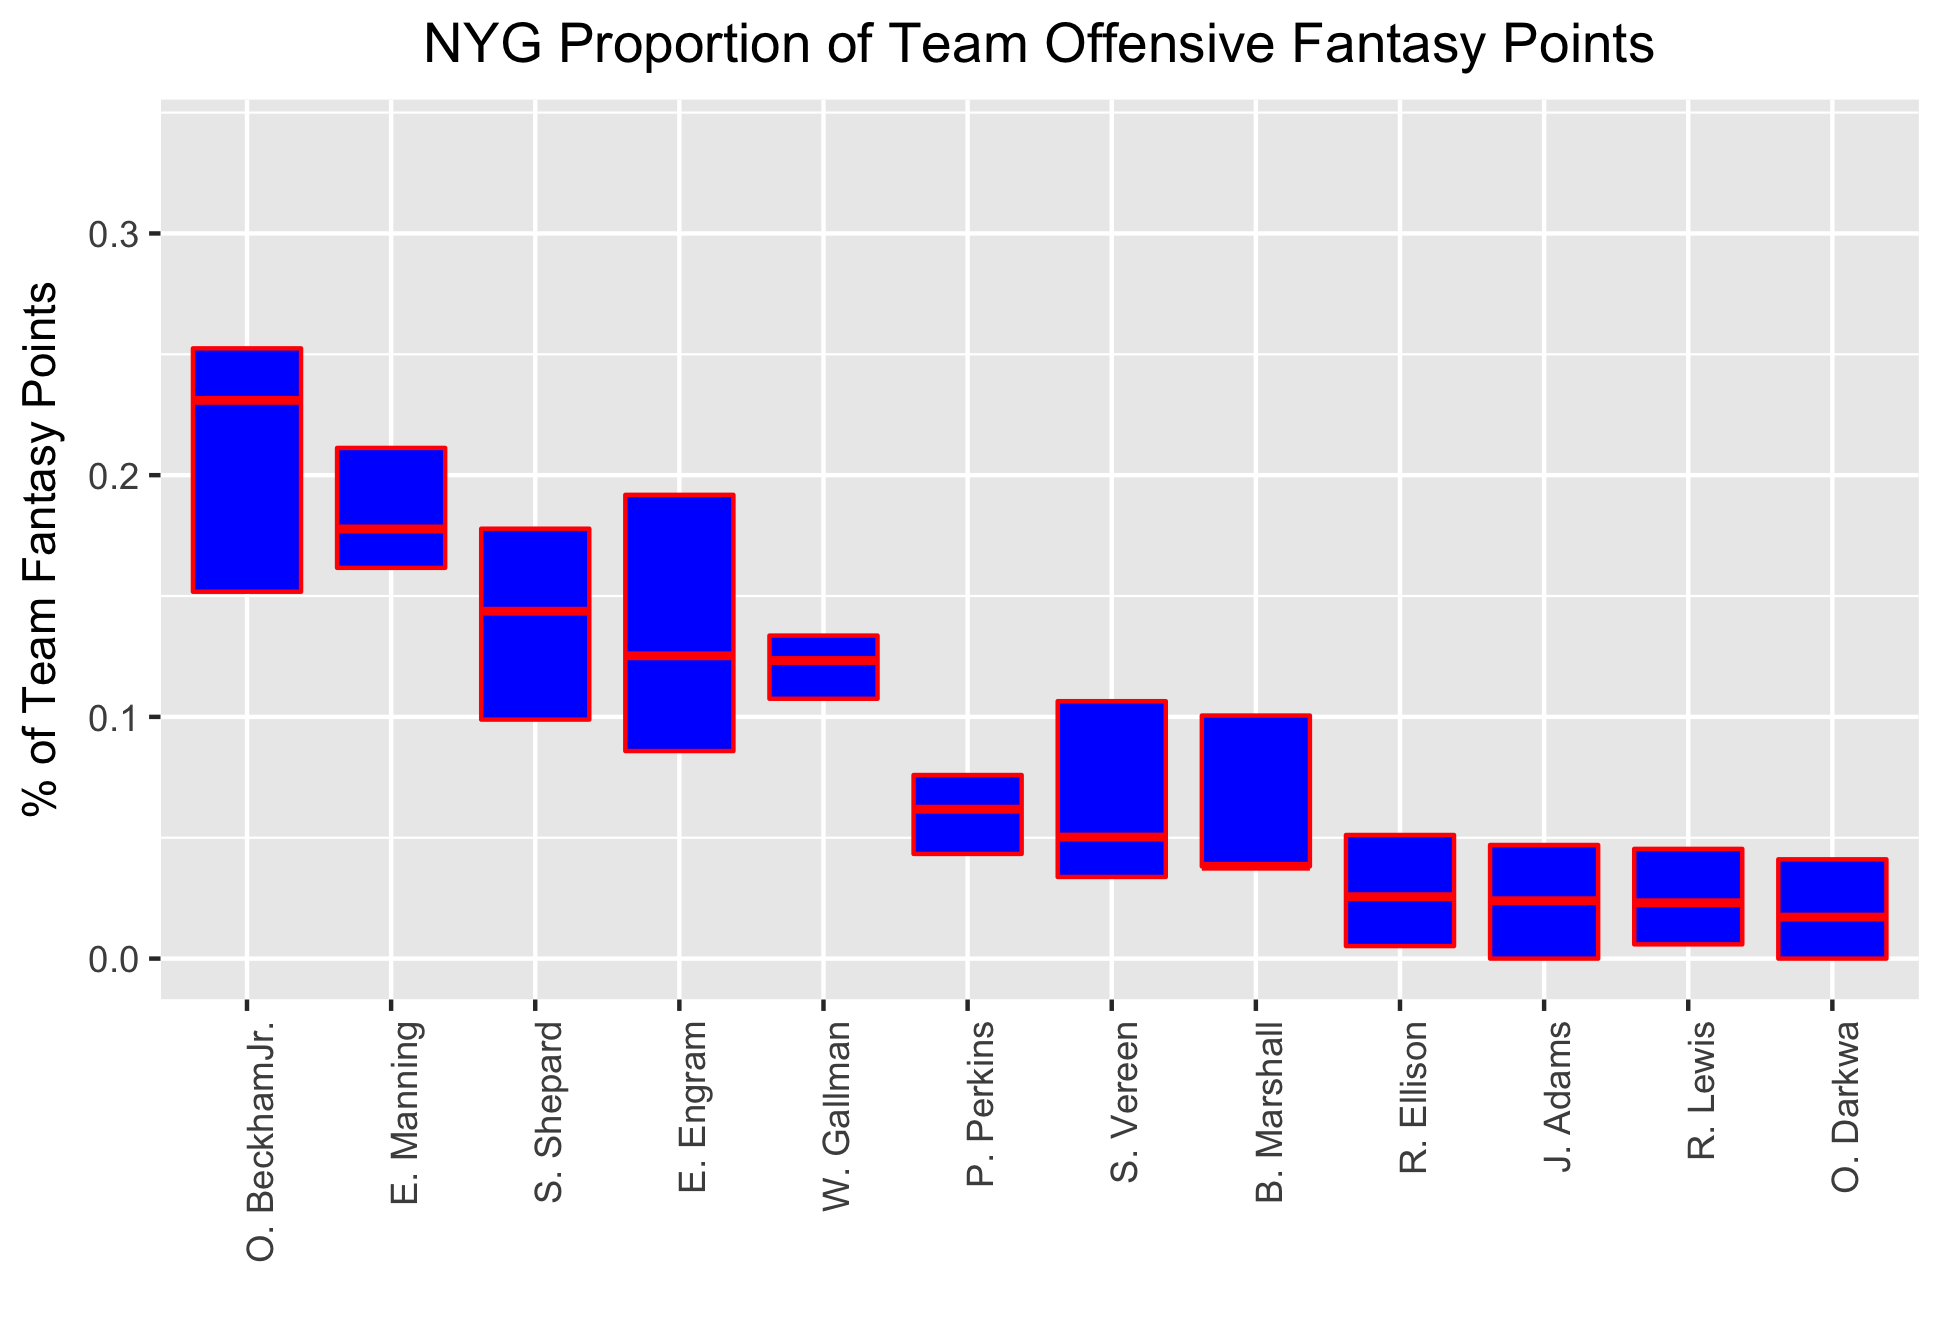 NYG Proportion of Team Offensive Fantasy Points
% of Team Fantasy Points
0.3
0.2
0.1
0.0
O. BeckhamJr.
E. Manning
S. Shepard
E. Engram
W. Gallman
P. Perkins
S. Vereen
B. Marshall
R. Ellison
J. Adams
R. Lewis
O. Darkwa